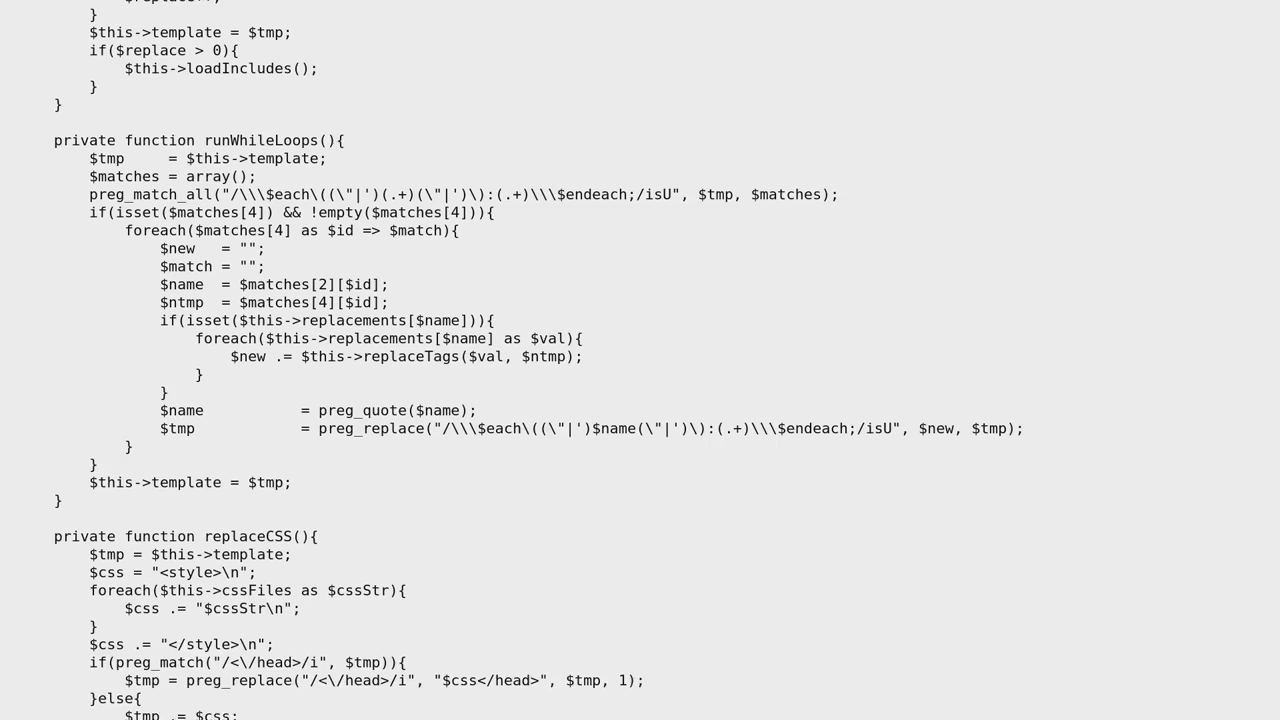 $replace++;
}
$this->template = $tmp;
if($replace > 0){
$this->loadIncludes();
}
}
private function runWhileLoops(){
$tmp     = $this->template;
$matches = array();
preg_match_all("/\\\$each\((\"|')(.+)(\"|')\):(.+)\\\$endeach;/isU", $tmp, $matches);
if(isset($matches[4]) && !empty($matches[4])){
foreach($matches[4] as $id => $match){
$new   = "";
$match = "";
$name  = $matches[2][$id];
$ntmp  = $matches[4][$id];
if(isset($this->replacements[$name])){
foreach($this->replacements[$name] as $val){
$new .= $this->replaceTags($val, $ntmp);
}
}
$name           = preg_quote($name);
$tmp            = preg_replace("/\\\$each\((\"|')$name(\"|')\):(.+)\\\$endeach;/isU", $new, $tmp);
}
}
$this->template = $tmp;
}
private function replaceCSS(){
$tmp = $this->template;
$css = "<style>\n";
foreach($this->cssFiles as $cssStr){
$css .= "$cssStr\n";
}
$css .= "</style>\n";
if(preg_match("/<\/head>/i", $tmp)){
$tmp = preg_replace("/<\/head>/i", "$css</head>", $tmp, 1);
}else{
$tmp .= $css;